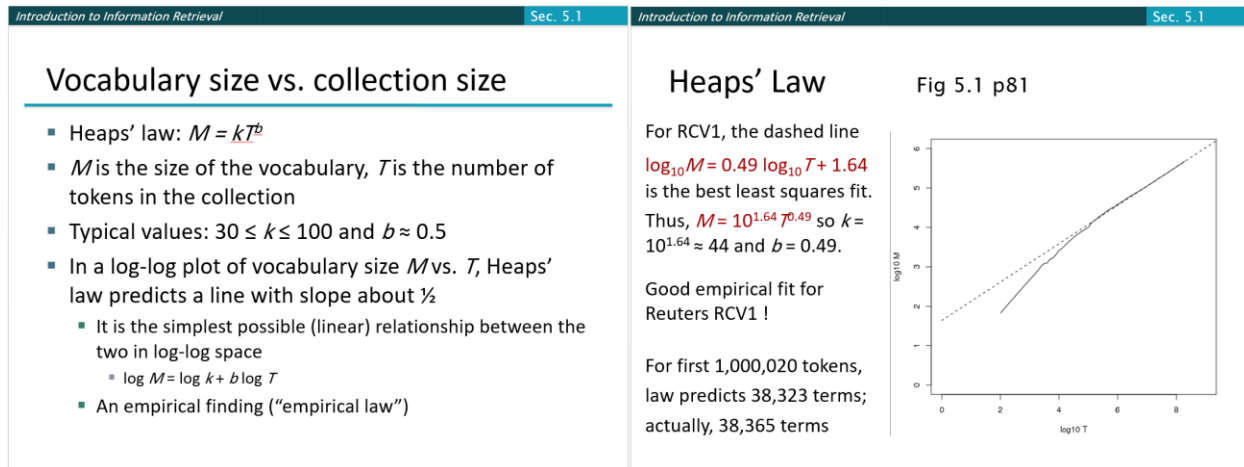 Introduction to Information Retrieval
Sec. 5.1
Vocabulary size vs. collection size
▪ Heaps’ law: M = kTᵇ
▪ M is the size of the vocabulary, T is the number of
tokens in the collection
▪ Typical values: 30 ≤ k ≤ 100 and b ≈ 0.5
▪ In a log-log plot of vocabulary size M vs. T, Heaps’
law predicts a line with slope about ½
▪ It is the simplest possible (linear) relationship between the
two in log-log space
▪ log M = log k + b log T
▪ An empirical finding (“empirical law”)
Introduction to Information Retrieval
Sec. 5.1
Heaps’ Law
Fig 5.1 p81
For RCV1, the dashed line
log₁₀M = 0.49 log₁₀T + 1.64
is the best least squares fit.
Thus, M = 10¹·⁶⁴T⁰·⁴⁹ so k =
10¹·⁶⁴ ≈ 44 and b = 0.49.
Good empirical fit for
Reuters RCV1 !
For first 1,000,020 tokens,
law predicts 38,323 terms;
actually, 38,365 terms
log10 M
6
5
4
3
2
1
0
0 2 4 6 8
log10 T